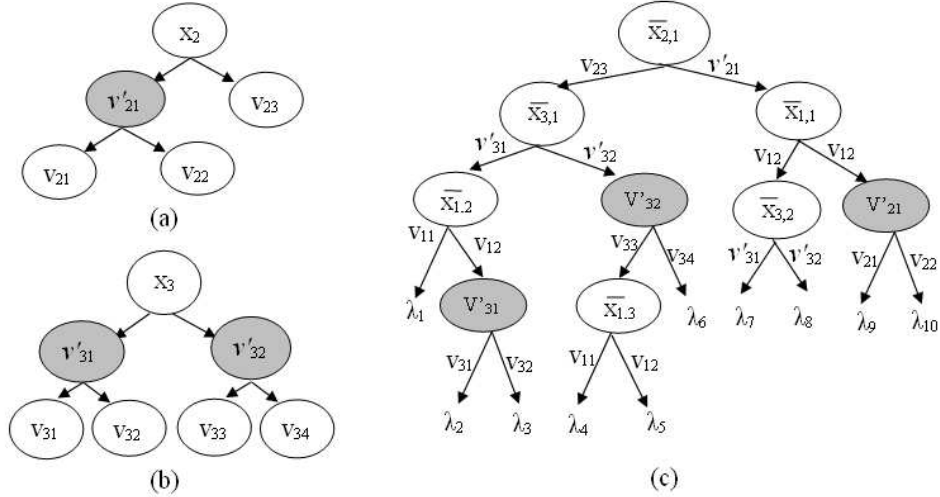 x₂
v'₂₁
v₂₃
v₂₁
v₂₂
(a)
x₃
v'₃₁
v'₃₂
v₃₁
v₃₂
v₃₃
v₃₄
(b)
x̅₂,₁
v₂₃
v'₂₁
x̅₃,₁
x̅₁,₁
v'₃₁
v'₃₂
v₁₂
v₁₂
x̅₁.₂
V'₃₂
x̅₃,₂
V'₂₁
v₁₁
v₁₂
v₃₃
v₃₄
v'₃₁
v'₃₂
v₂₁
v₂₂
λ₁
V'₃₁
x̅₁.₃
λ₆
λ₇
λ₈
λ₉
λ₁₀
v₃₁
v₃₂
v₁₁
v₁₂
λ₂
λ₃
λ₄
λ₅
(c)